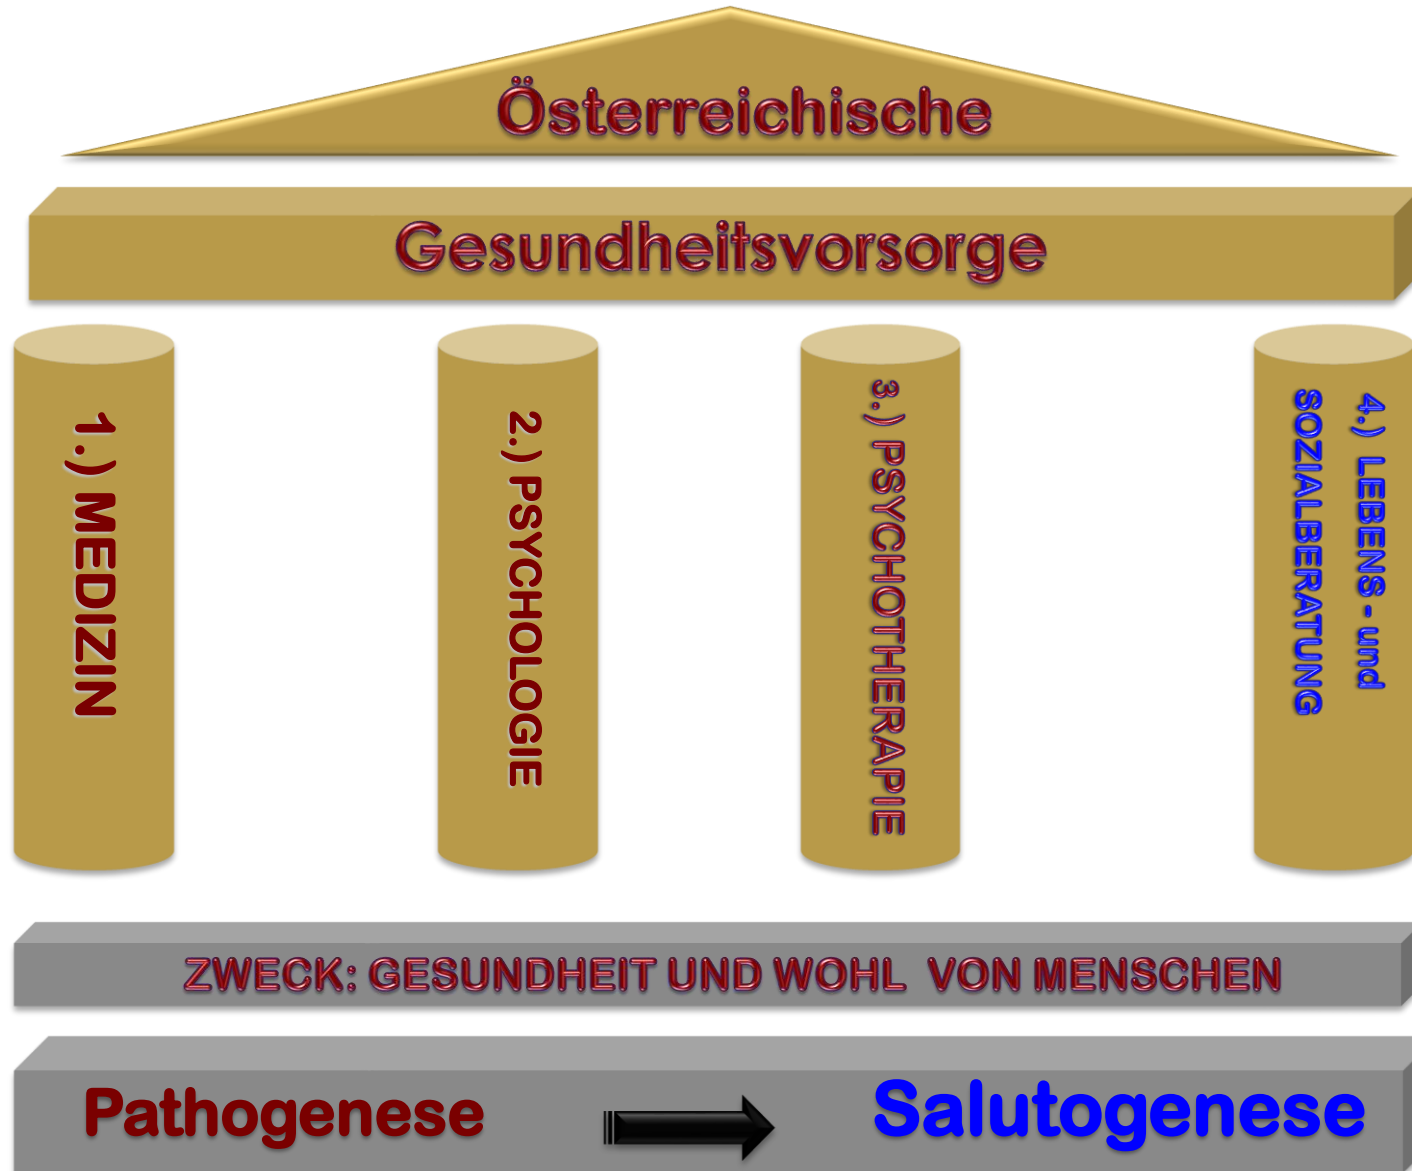 Österreichische
Gesundheitsvorsorge
1.) MEDIZIN
2.) PSYCHOLOGIE
3.) PSYCHOTHERAPIE
4.) LEBENS - und
SOZIALBERATUNG
ZWECK: GESUNDHEIT UND WOHL VON MENSCHEN
Pathogenese
Salutogenese